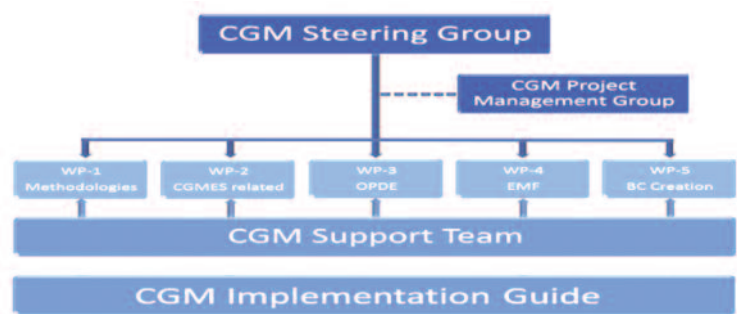 CGM Steering Group
CGM Project
Management Group
WP-1
Methodologies
WP-2
CGMES related
WP-3
OPDE
WP-4
EMF
WP-5
BC Creation
CGM Support Team
CGM Implementation Guide